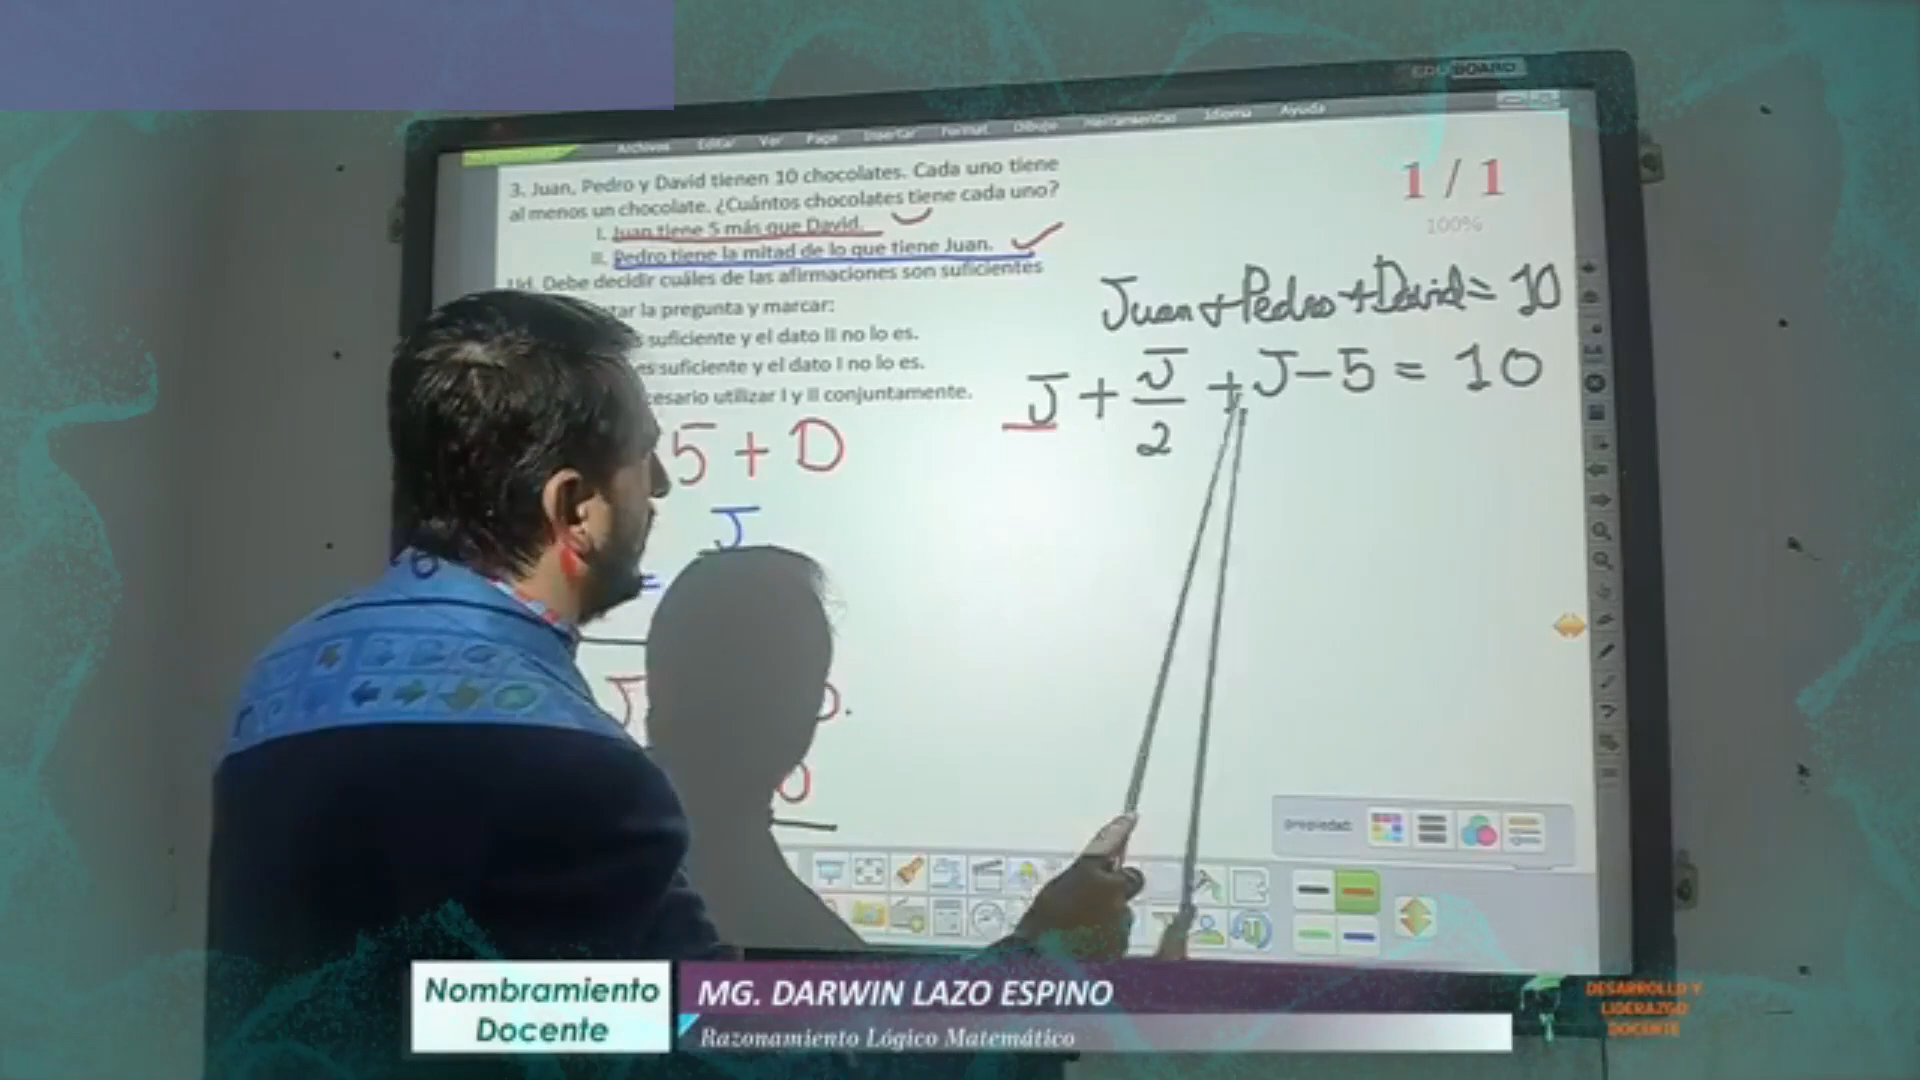 BOARD
Archivos Editar Ver Page Insertar Format Dibujo Herramientas Idioma Ayuda
3. Juan, Pedro y David tienen 10 chocolates. Cada uno tiene
al menos un chocolate. ¿Cuántos chocolates tiene cada uno?
I. Juan tiene 5 más que David.
II. Pedro tiene la mitad de lo que tiene Juan.
Ud. Debe decidir cuáles de las afirmaciones son suficientes
la pregunta y marcar:
suficiente y el dato II no lo es.
es suficiente y el dato I no lo es.
utilizar I y II conjuntamente.
1 / 1
100%
Juan+Pedro+David= 10
J + J/2 + J-5 = 10
5 + D
J
=
J
propiedad:
Nombramiento
Docente
MG. DARWIN LAZO ESPINO
Razonamiento Lógico Matemático
DESARROLLO Y
LIDERAZGO
DOCENTE